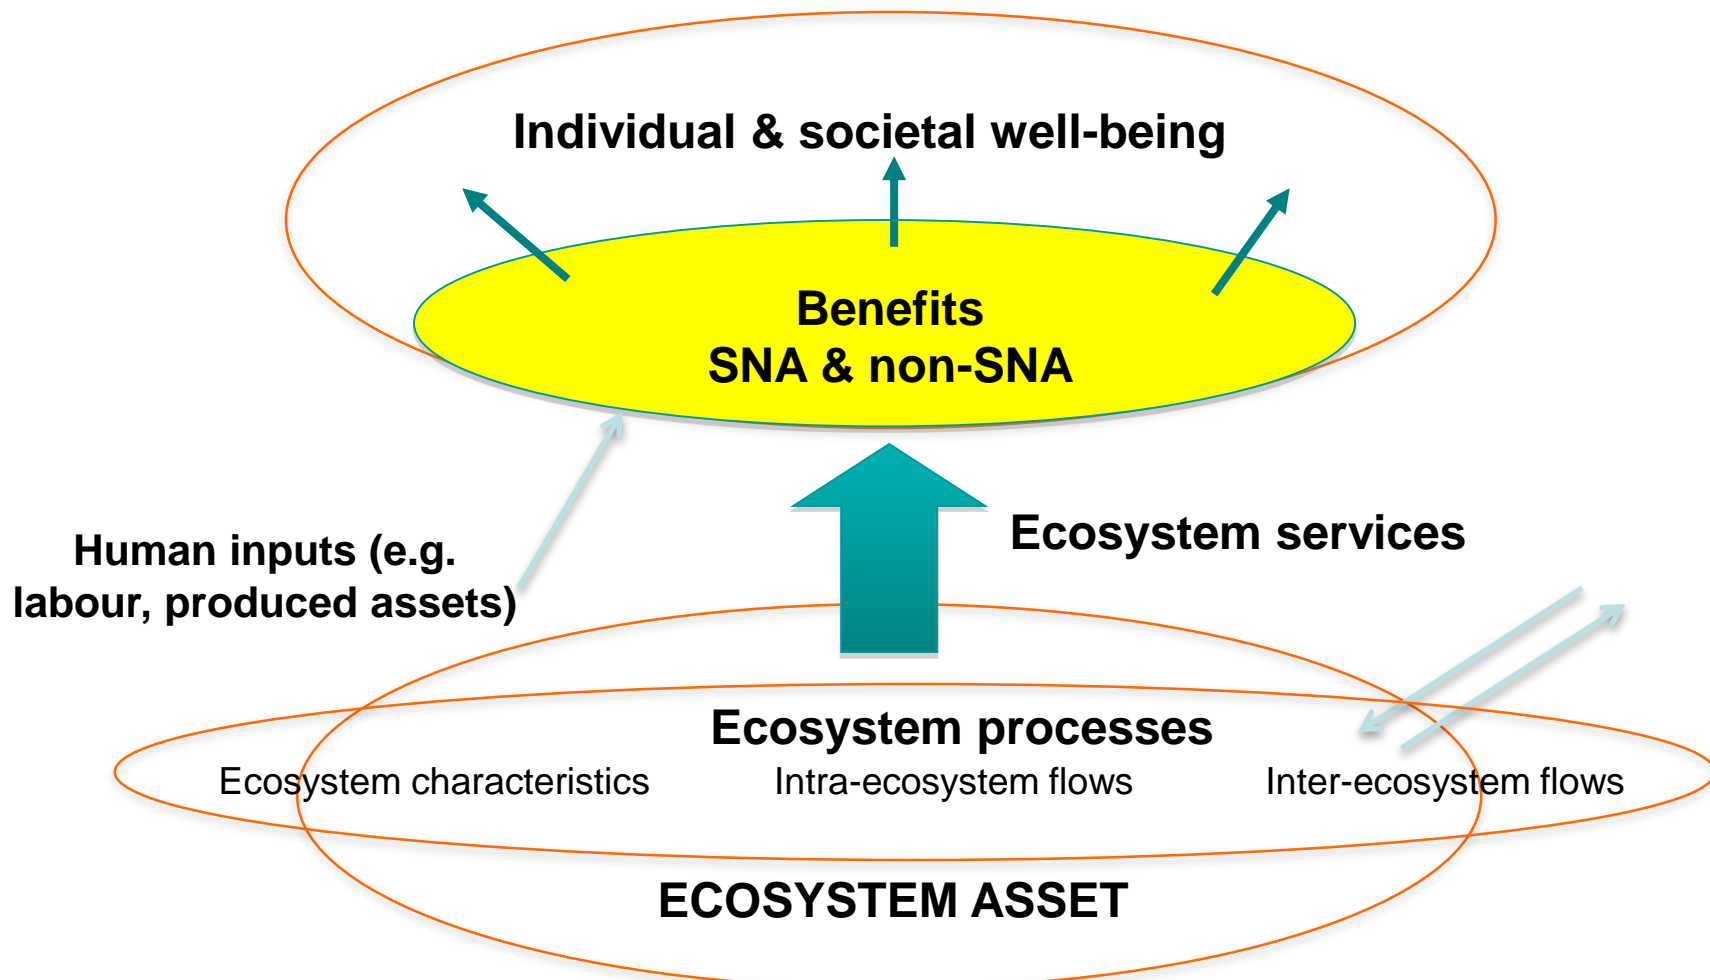 Individual & societal well-being
Benefits
SNA & non-SNA
Ecosystem services
Human inputs (e.g.
labour, produced assets)
Ecosystem processes
Ecosystem characteristics
Intra-ecosystem flows
Inter-ecosystem flows
ECOSYSTEM ASSET